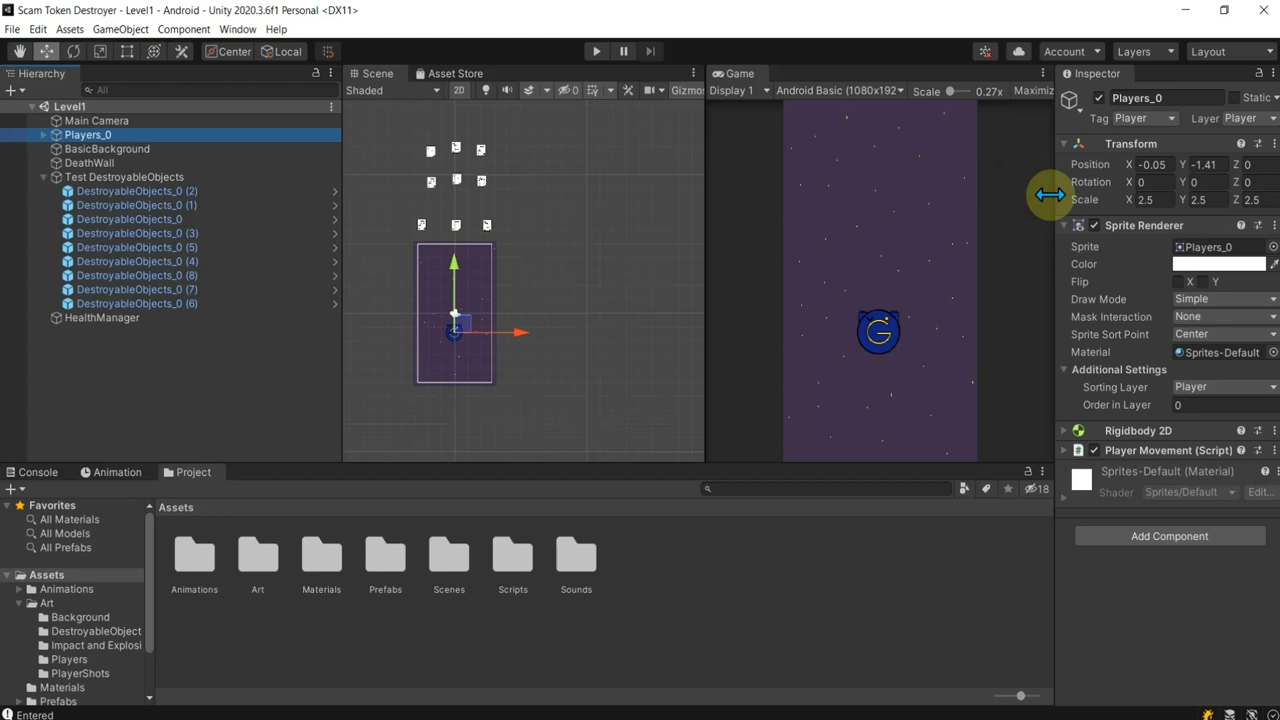 Scam Token Destroyer - Level1 - Android - Unity 2020.3.6f1 Personal <DX11>
File Edit Assets GameObject Component Window Help
Center Local Account Layers Layout
Hierarchy
All
Level1
Main Camera
Players_0
BasicBackground
DeathWall
Test DestroyableObjects
DestroyableObjects_0 (2)
DestroyableObjects_0 (1)
DestroyableObjects_0
DestroyableObjects_0 (3)
DestroyableObjects_0 (5)
DestroyableObjects_0 (4)
DestroyableObjects_0 (8)
DestroyableObjects_0 (7)
DestroyableObjects_0 (6)
HealthManager
Scene Asset Store
Shaded 2D 0 Gizmos
Game
Display 1 Android Basic (1080x192 Scale 0.27x Maximiz
G
Inspector
Players_0 Static
Tag Player Layer Player
Transform
Position X -0.05 Y -1.41 Z 0
Rotation X 0 Y 0 Z 0
Scale X 2.5 Y 2.5 Z 2.5
Sprite Renderer
Sprite Players_0
Color
Flip X Y
Draw Mode Simple
Mask Interaction None
Sprite Sort Point Center
Material Sprites-Default
Additional Settings
Sorting Layer Player
Order in Layer 0
Rigidbody 2D
Player Movement (Script)
Sprites-Default (Material)
Shader Sprites/Default Edit...
Add Component
Console Animation Project
18
Favorites
All Materials
All Models
All Prefabs
Assets
Animations
Art
Background
DestroyableObject
Impact and Explosi
Players
PlayerShots
Materials
Prefabs
Assets
Animations Art Materials Prefabs Scenes Scripts Sounds
Entered